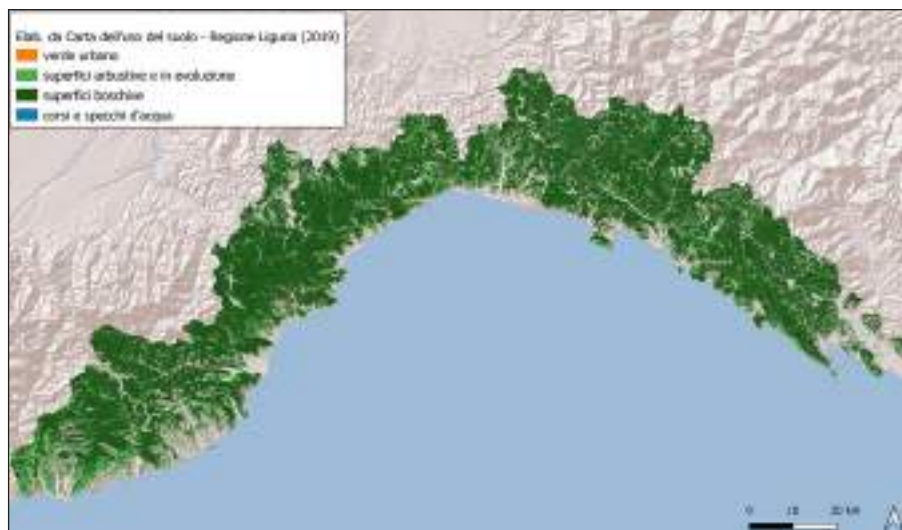 Elab. da Carta dell'uso del suolo - Regione Liguria (2019)
verde urbano
superfici arbustive e in evoluzione
superfici boschive
corsi e specchi d'acqua
0 10 20 km